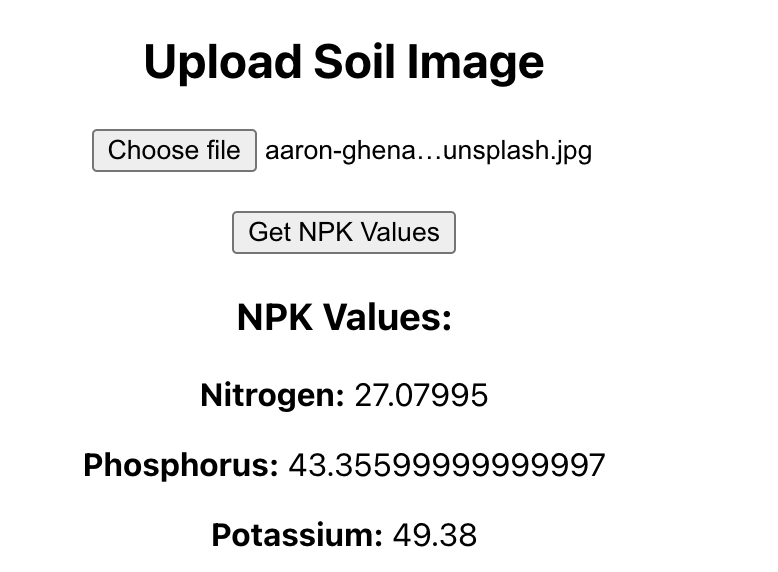 Upload Soil Image
Choose file aaron-ghena…unsplash.jpg
Get NPK Values
NPK Values:
Nitrogen: 27.07995
Phosphorus: 43.35599999999997
Potassium: 49.38